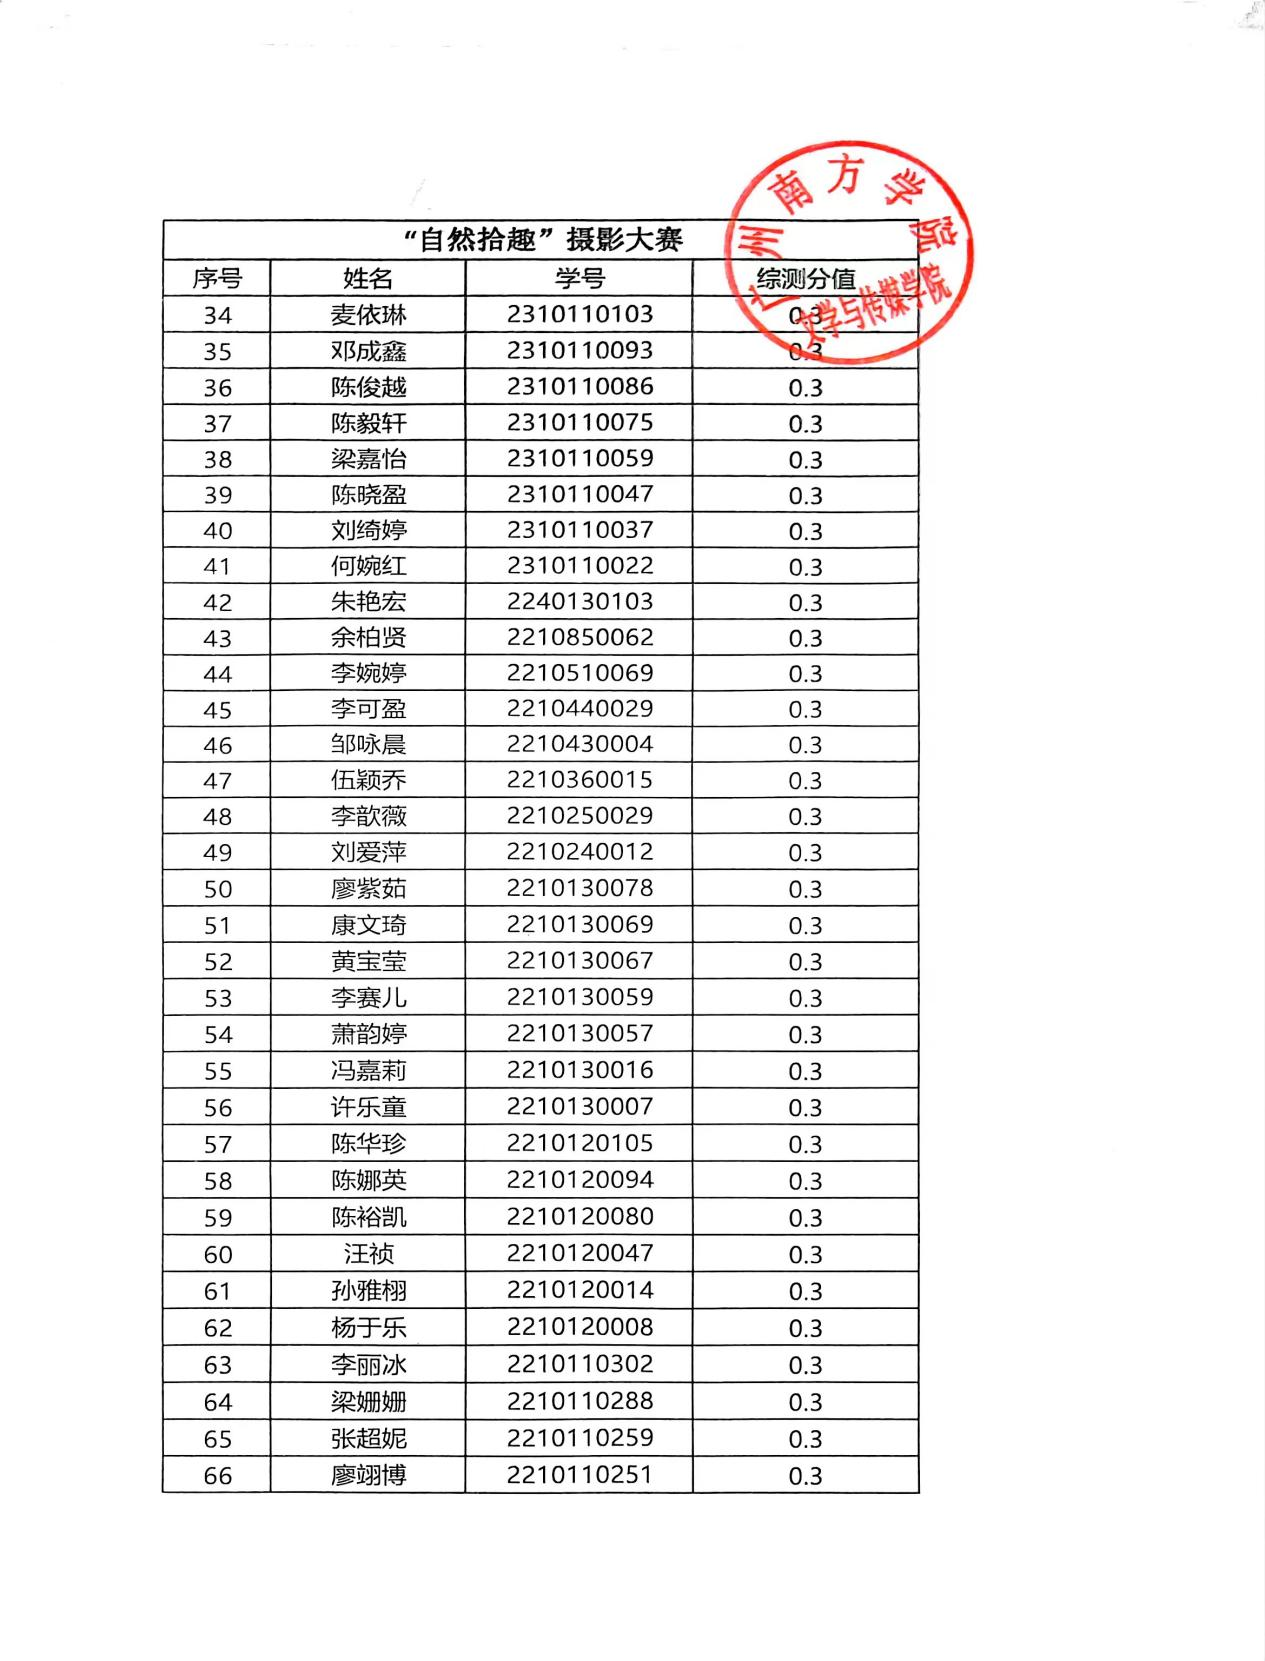 广州南方学院
文学与传媒学院
“自然拾趣”摄影大赛
序号 姓名 学号 综测分值
34 麦依琳 2310110103 0.3
35 邓成鑫 2310110093 0.3
36 陈俊越 2310110086 0.3
37 陈毅轩 2310110075 0.3
38 梁嘉怡 2310110059 0.3
39 陈晓盈 2310110047 0.3
40 刘绮婷 2310110037 0.3
41 何婉红 2310110022 0.3
42 朱艳宏 2240130103 0.3
43 余柏贤 2210850062 0.3
44 李婉婷 2210510069 0.3
45 李可盈 2210440029 0.3
46 邹咏晨 2210430004 0.3
47 伍颖乔 2210360015 0.3
48 李歆薇 2210250029 0.3
49 刘爱萍 2210240012 0.3
50 廖紫茹 2210130078 0.3
51 康文琦 2210130069 0.3
52 黄宝莹 2210130067 0.3
53 李赛儿 2210130059 0.3
54 萧韵婷 2210130057 0.3
55 冯嘉莉 2210130016 0.3
56 许乐童 2210130007 0.3
57 陈华珍 2210120105 0.3
58 陈娜英 2210120094 0.3
59 陈裕凯 2210120080 0.3
60 汪祯 2210120047 0.3
61 孙雅栩 2210120014 0.3
62 杨于乐 2210120008 0.3
63 李丽冰 2210110302 0.3
64 梁姗姗 2210110288 0.3
65 张超妮 2210110259 0.3
66 廖翊博 2210110251 0.3